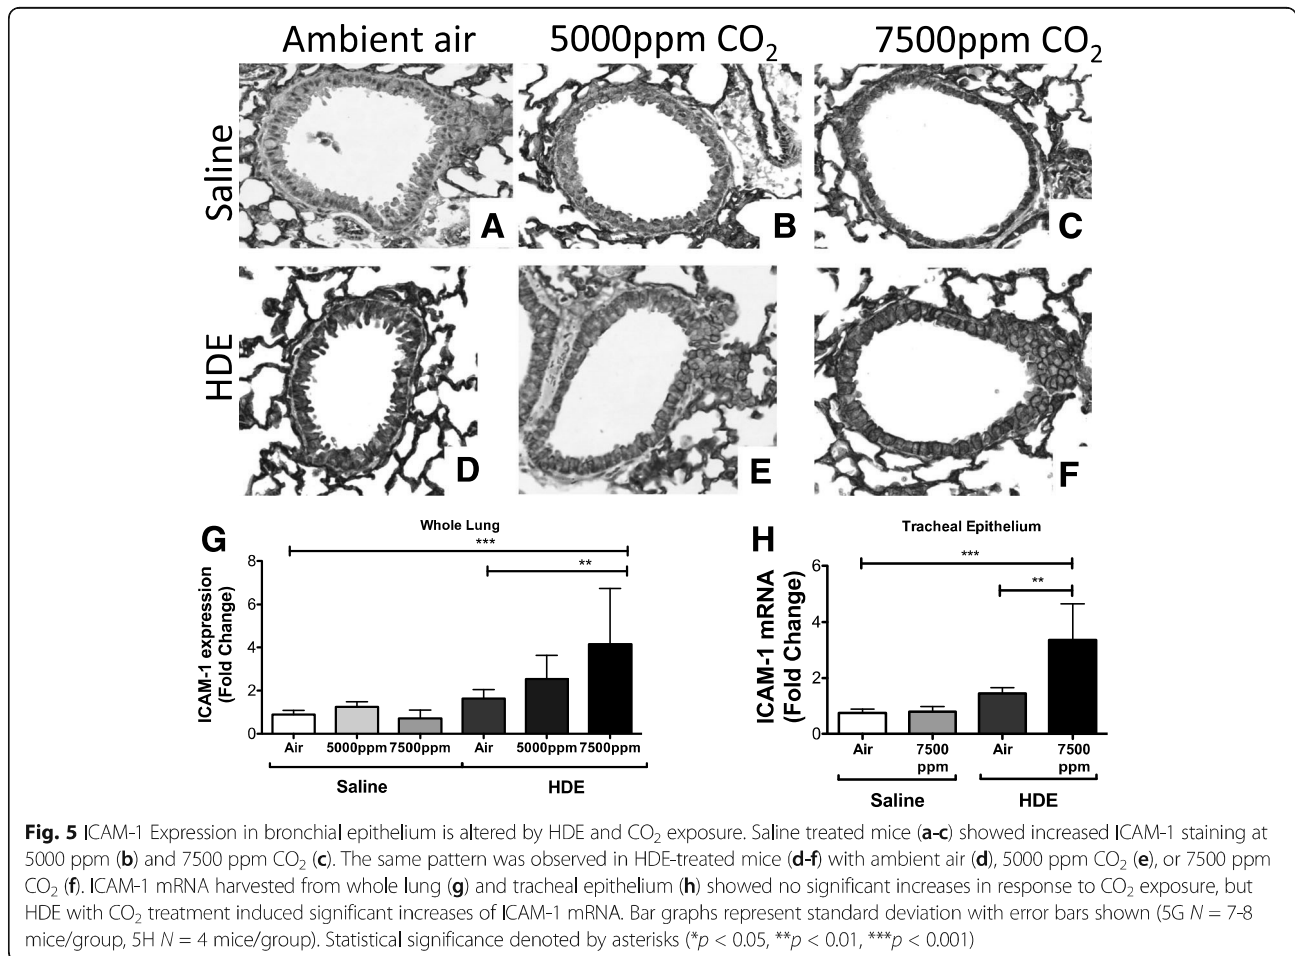 Ambient air 5000ppm CO₂ 7500ppm CO₂
Saline
A B C
HDE
D E F
G
Whole Lung
***
**
ICAM-1 expression
(Fold Change)
8
6
4
2
0
Air 5000ppm 7500ppm Air 5000ppm 7500ppm
Saline HDE
H
Tracheal Epithelium
***
**
ICAM-1 mRNA
(Fold Change)
6
4
2
0
Air 7500 Air 7500
ppm ppm
Saline HDE
Fig. 5 ICAM-1 Expression in bronchial epithelium is altered by HDE and CO₂ exposure. Saline treated mice (a-c) showed increased ICAM-1 staining at
5000 ppm (b) and 7500 ppm CO₂ (c). The same pattern was observed in HDE-treated mice (d-f) with ambient air (d), 5000 ppm CO₂ (e), or 7500 ppm
CO₂ (f). ICAM-1 mRNA harvested from whole lung (g) and tracheal epithelium (h) showed no significant increases in response to CO₂ exposure, but
HDE with CO₂ treatment induced significant increases of ICAM-1 mRNA. Bar graphs represent standard deviation with error bars shown (5G N = 7-8
mice/group, 5H N = 4 mice/group). Statistical significance denoted by asterisks (*p < 0.05, **p < 0.01, ***p < 0.001)